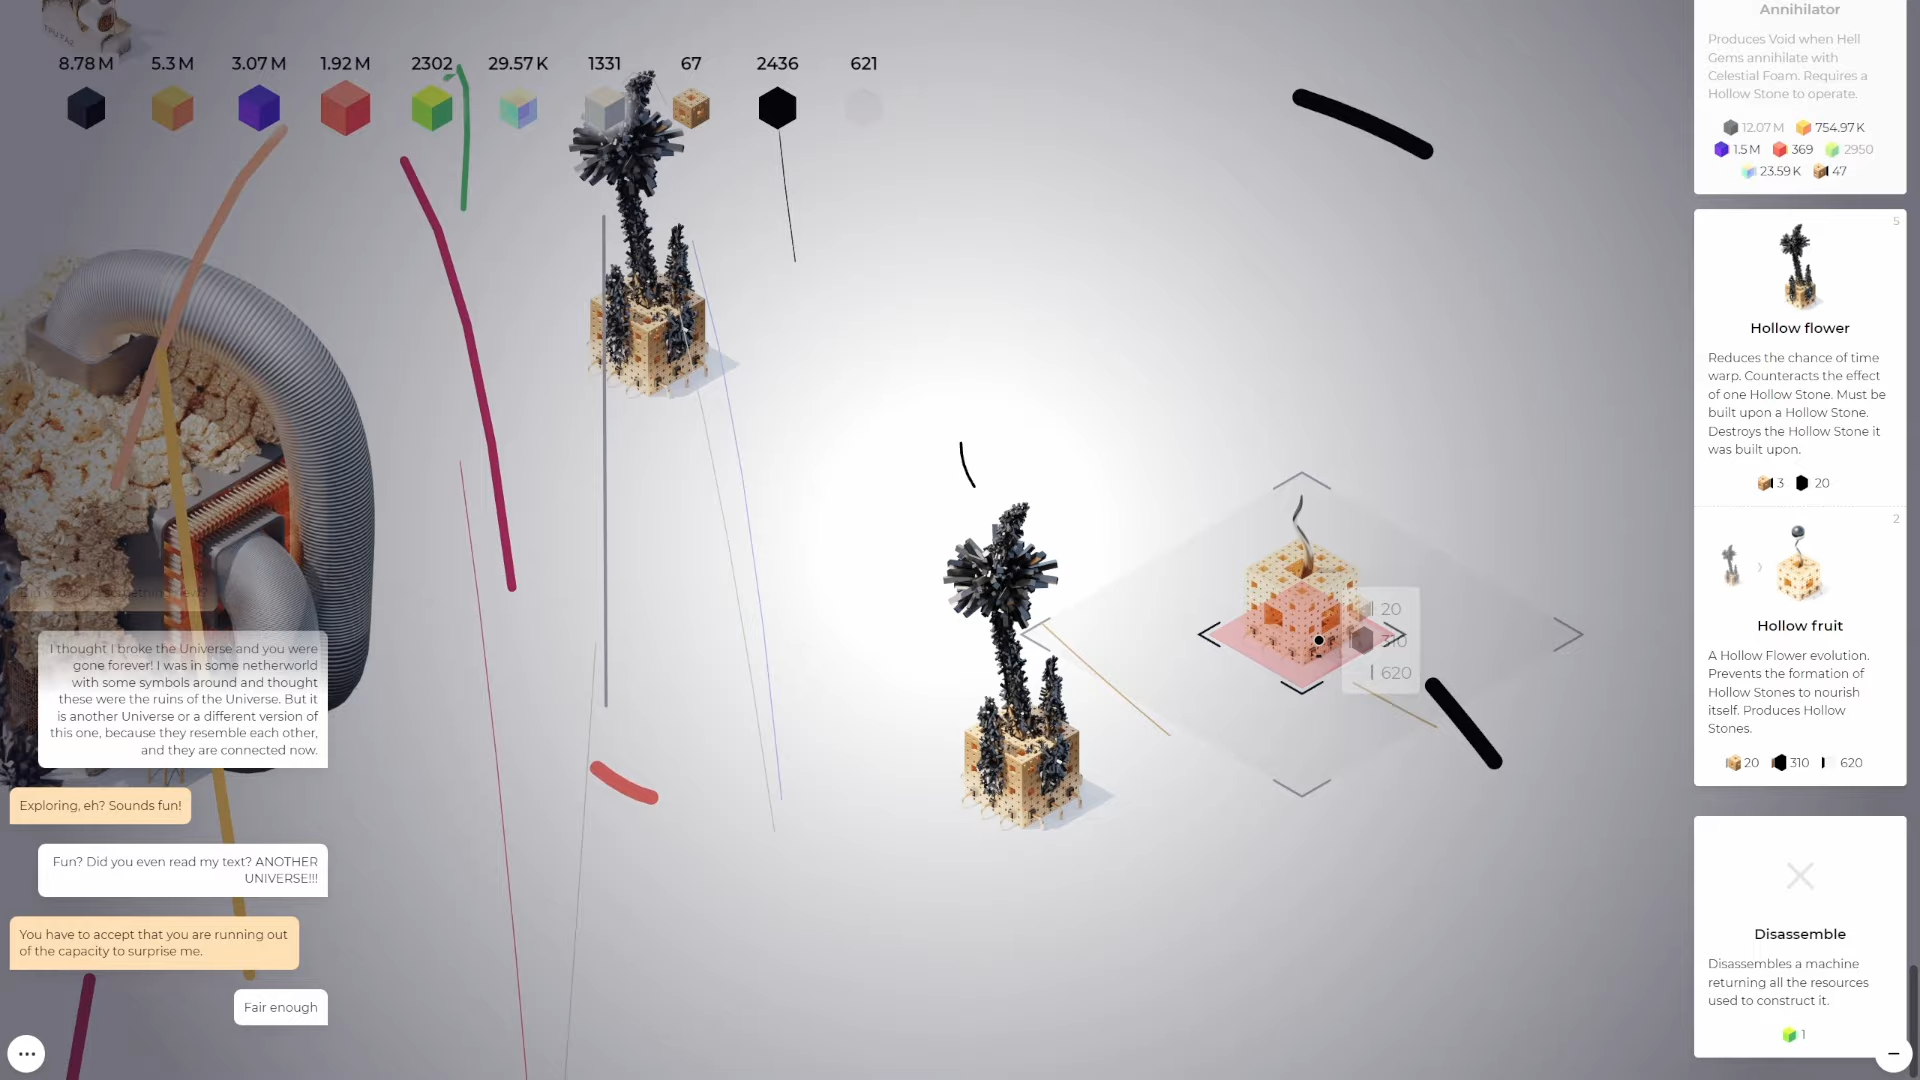 8.78 M
5.3 M
3.07 M
1.92 M
2302
29.57 K
1331
67
2436
621
I thought I broke the Universe and you were
gone forever! I was in some netherworld
with some symbols around and thought
these were the ruins of the Universe. But it
is another Universe or a different version of
this one, because they resemble each other,
and they are connected now.
Exploring, eh? Sounds fun!
Fun? Did you even read my text? ANOTHER
UNIVERSE!!!
You have to accept that you are running out
of the capacity to surprise me.
Fair enough
20
310
620
Annihilator
Produces Void when Hell
Gems annihilate with
Celestial Foam. Requires a
Hollow Stone to operate.
12.07 M 754.97 K
1.5 M 369 2950
23.59 K 47
5
Hollow flower
Reduces the chance of time
warp. Counteracts the effect
of one Hollow Stone. Must be
built upon a Hollow Stone.
Destroys the Hollow Stone it
was built upon.
3 20
2
Hollow fruit
A Hollow Flower evolution.
Prevents the formation of
Hollow Stones to nourish
itself. Produces Hollow
Stones.
20 310 620
Disassemble
Disassembles a machine
returning all the resources
used to construct it.
1